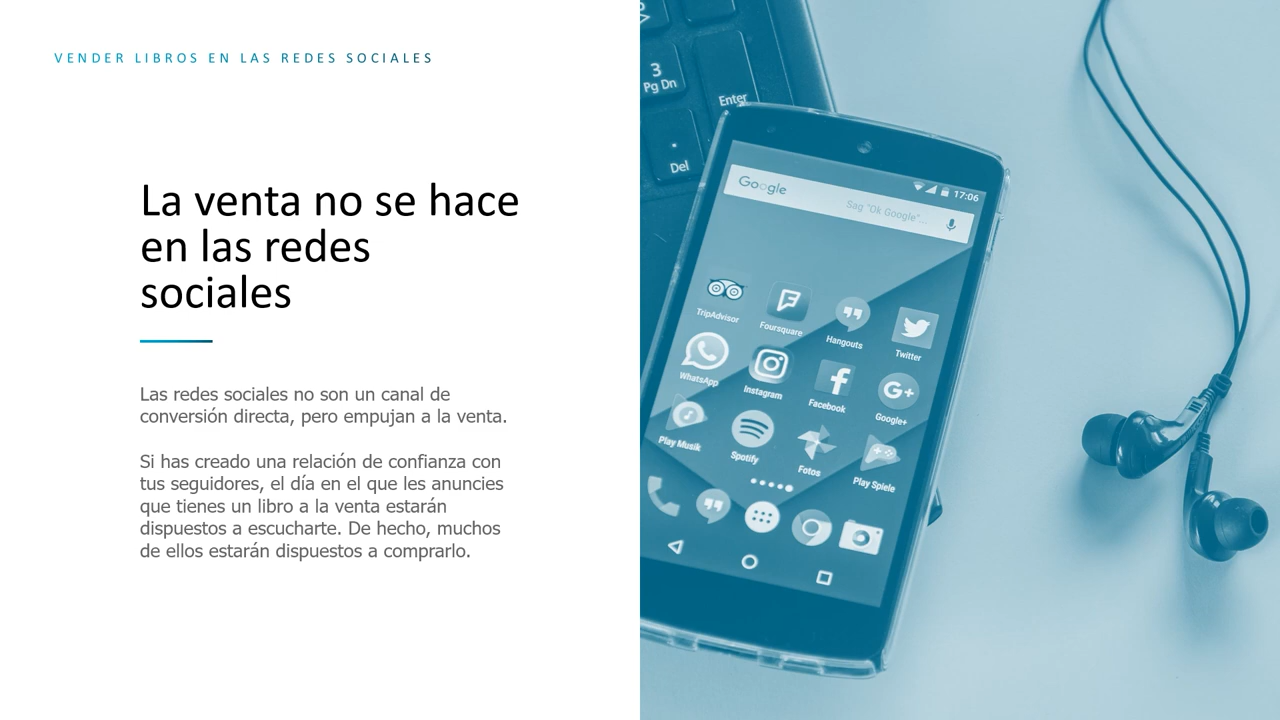 VENDER LIBROS EN LAS REDES SOCIALES
La venta no se hace
en las redes
sociales
Las redes sociales no son un canal de
conversión directa, pero empujan a la venta.
Si has creado una relación de confianza con
tus seguidores, el día en el que les anuncies
que tienes un libro a la venta estarán
dispuestos a escucharte. De hecho, muchos
de ellos estarán dispuestos a comprarlo.
3
Pg Dn
Enter
.
Del
17:06
Google
Sag "Ok Google"...
TripAdvisor
Foursquare
Hangouts
Twitter
WhatsApp
Instagram
Facebook
G+
Google+
Play Musik
Spotify
Fotos
Play Spiele